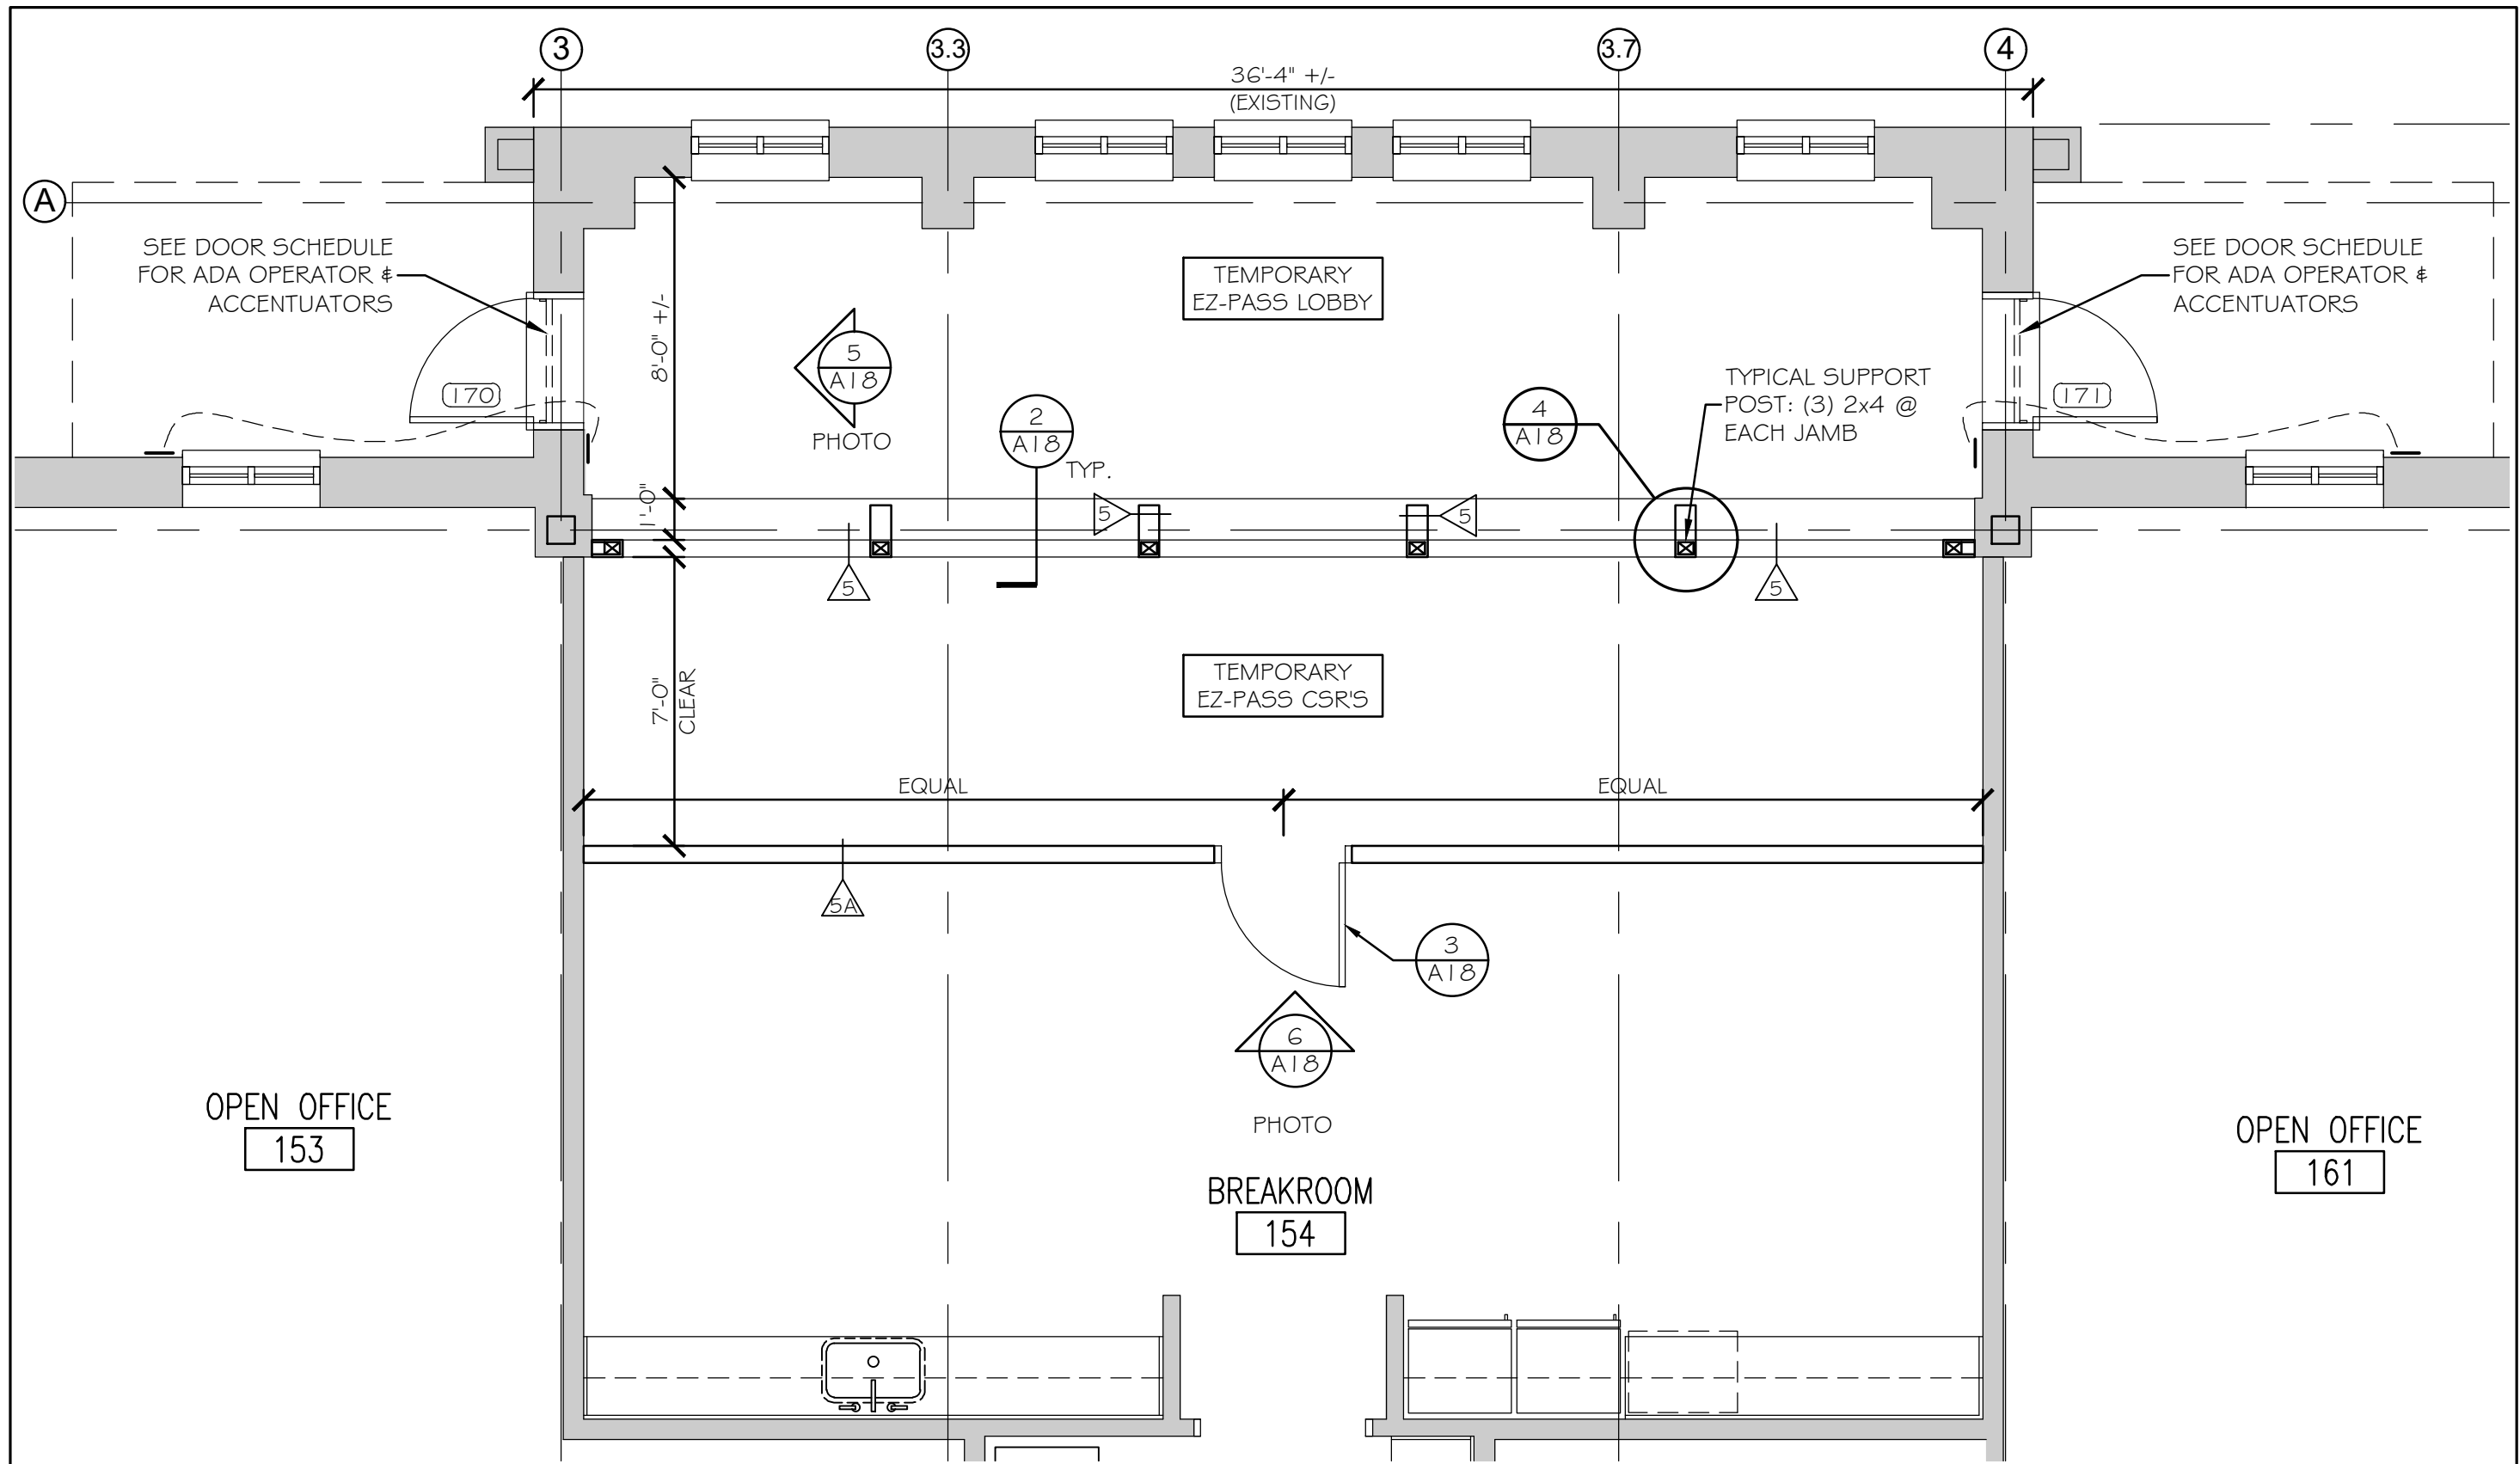 3
3.3
3.7
4
36'-4" +/-
(EXISTING)
A
SEE DOOR SCHEDULE
FOR ADA OPERATOR &
ACCENTUATORS
TEMPORARY
EZ-PASS LOBBY
SEE DOOR SCHEDULE
FOR ADA OPERATOR &
ACCENTUATORS
8'-0" +/-
5
A18
PHOTO
170
2
A18
TYP.
4
A18
TYPICAL SUPPORT
POST: (3) 2x4 @
EACH JAMB
171
1'-0"
5
5
5
5
7'-0"
CLEAR
TEMPORARY
EZ-PASS CSR'S
EQUAL
EQUAL
5A
3
A18
6
A18
PHOTO
OPEN OFFICE
153
BREAKROOM
154
OPEN OFFICE
161